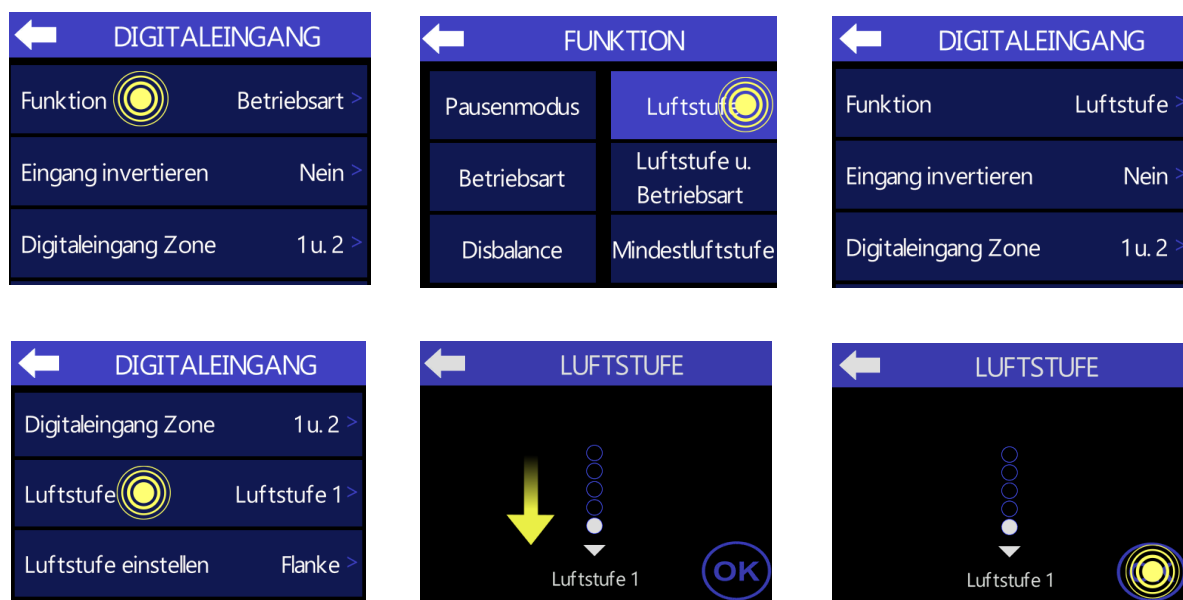 DIGITALEINGANG
Funktion Betriebsart >
Eingang invertieren Nein >
Digitaleingang Zone 1 u. 2 >
FUNKTION
Pausenmodus Luftstufe
Betriebsart Luftstufe u.
Betriebsart
Disbalance Mindestluftstufe
DIGITALEINGANG
Funktion Luftstufe >
Eingang invertieren Nein >
Digitaleingang Zone 1 u. 2 >
DIGITALEINGANG
Digitaleingang Zone 1 u. 2 >
Luftstufe Luftstufe 1 >
Luftstufe einstellen Flanke >
LUFTSTUFE
Luftstufe 1
OK
LUFTSTUFE
Luftstufe 1